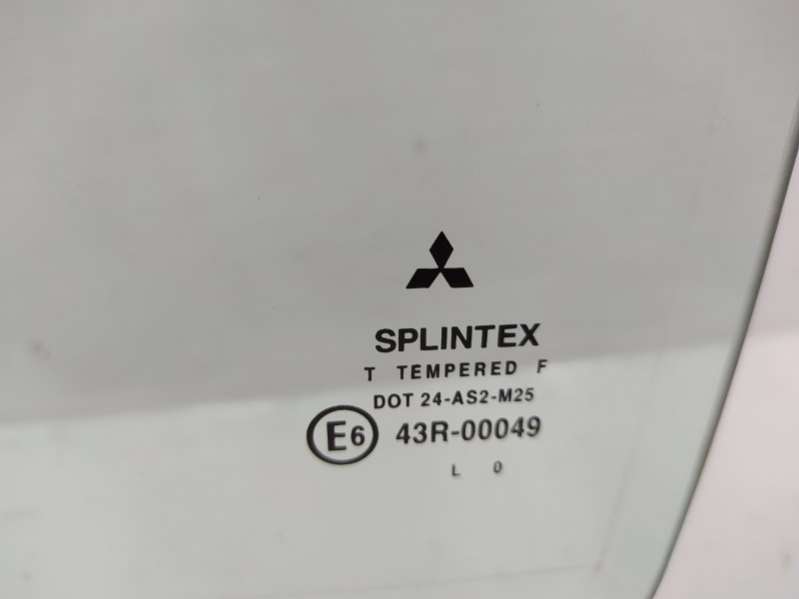 SPLINTEX
T TEMPERED F
DOT 24-AS2-M25
E6 43R-00049
L 0